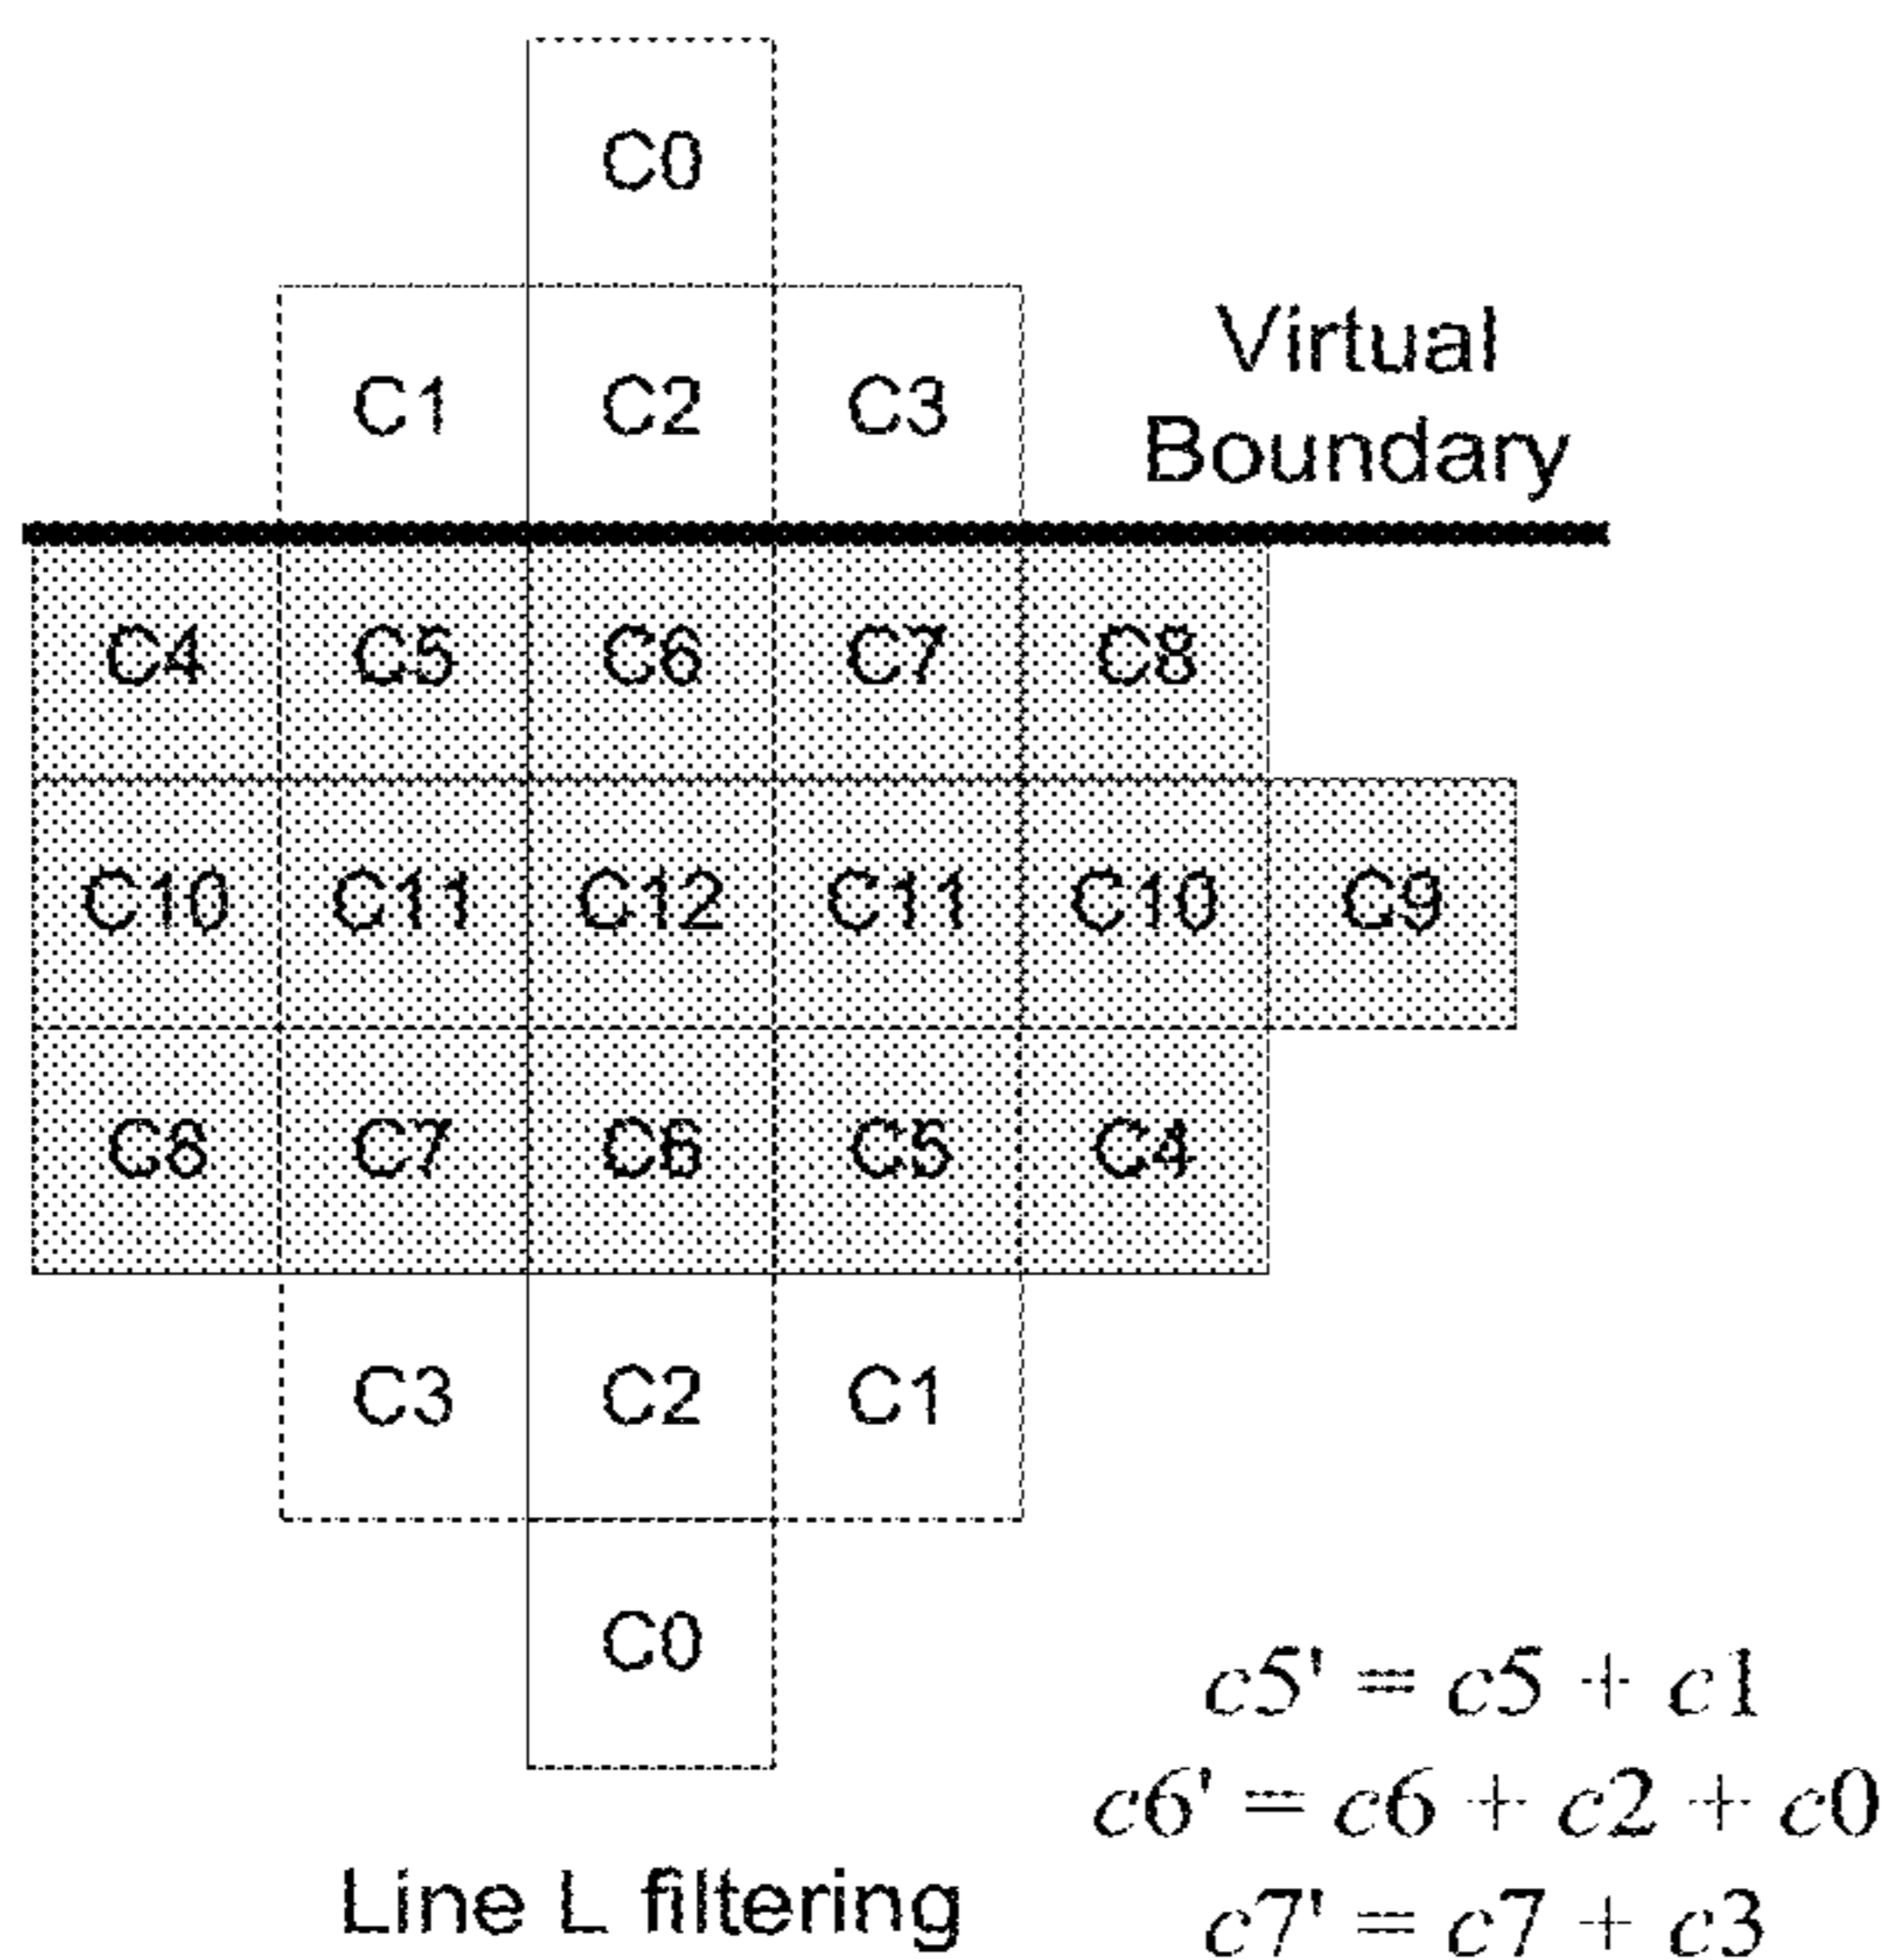 C0
C1 C2 C3
Virtual
Boundary
C4 C5 C6 C7 C8
C10 C11 C12 C11 C10 C9
C8 C7 C6 C5 C4
C3 C2 C1
C0
c5' = c5 + c1
c6' = c6 + c2 + c0
c7' = c7 + c3
Line L filtering